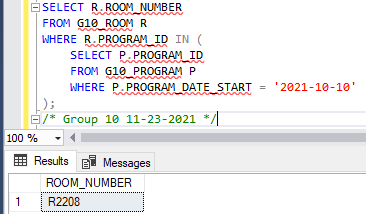 SELECT R.ROOM_NUMBER
FROM G10_ROOM R
WHERE R.PROGRAM_ID IN (
SELECT P.PROGRAM_ID
FROM G10_PROGRAM P
WHERE P.PROGRAM_DATE_START = '2021-10-10'
);
/* Group 10 11-23-2021 */
100 %
Results Messages
ROOM_NUMBER
1 R2208